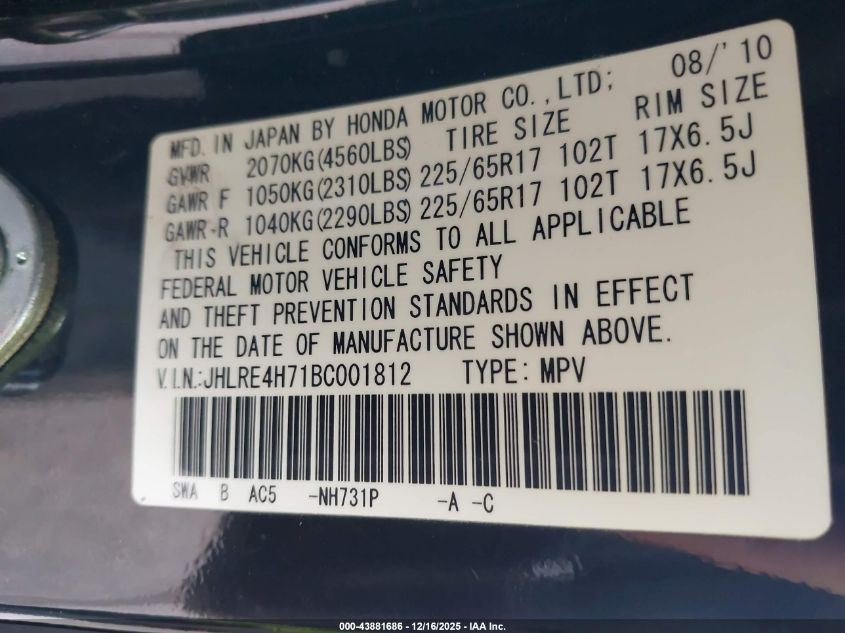 08/'10
MFD. IN JAPAN BY HONDA MOTOR CO.,LTD;
GVWR 2070KG(4560LBS) TIRE SIZE RIM SIZE
GAWR F 1050KG(2310LBS) 225/65R17 102T 17X6.5J
GAWR-R 1040KG(2290LBS) 225/65R17 102T 17X6.5J
THIS VEHICLE CONFORMS TO ALL APPLICABLE
FEDERAL MOTOR VEHICLE SAFETY
AND THEFT PREVENTION STANDARDS IN EFFECT
ON THE DATE OF MANUFACTURE SHOWN ABOVE.
V.I.N.:JHLRE4H71BC001812 TYPE: MPV
SWA B AC5 -NH731P -A -C
000-43881686 - 12/16/2025 - IAA Inc.